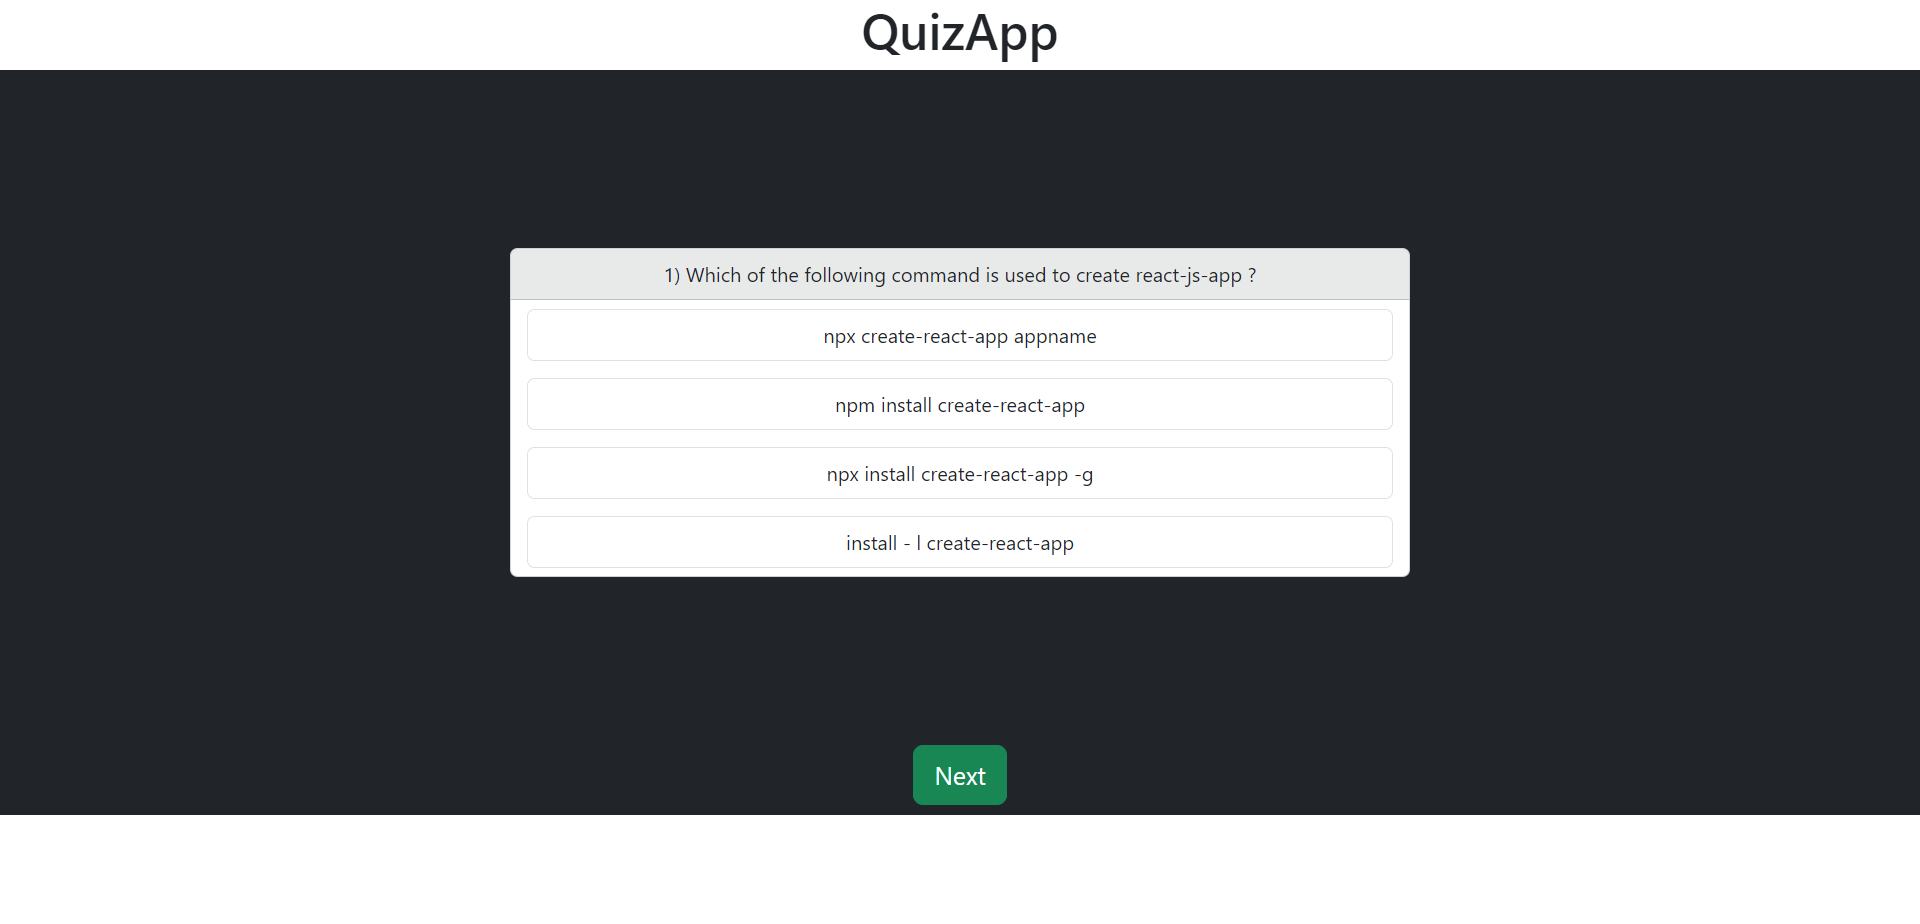 QuizApp
1) Which of the following command is used to create react-js-app ?
npx create-react-app appname
npm install create-react-app
npx install create-react-app -g
install - l create-react-app
Next